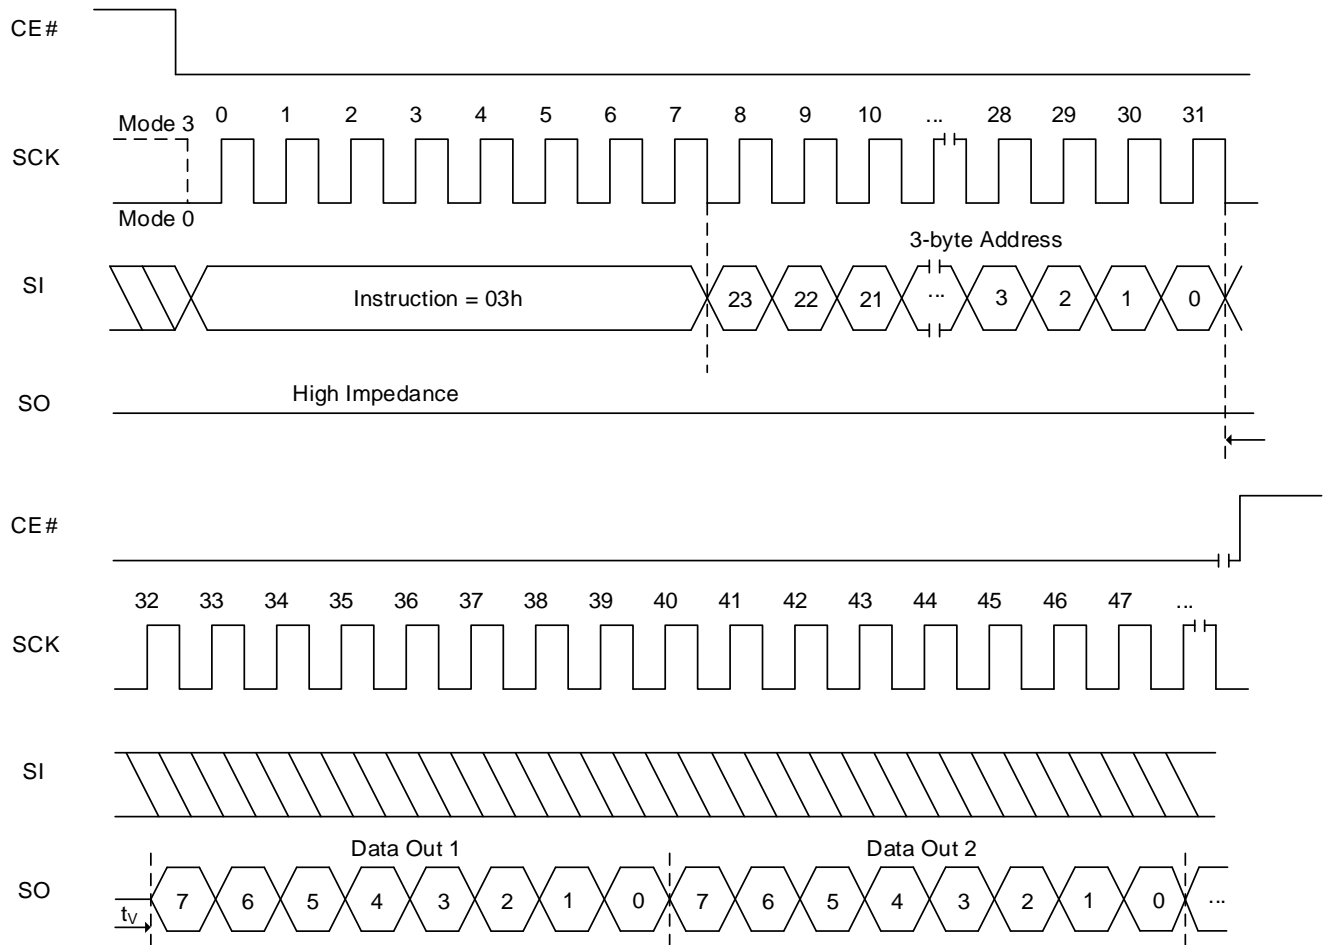 CE#
0 1 2 3 4 5 6 7 8 9 10 ... 28 29 30 31
Mode 3
SCK
Mode 0
3-byte Address
SI Instruction = 03h 23 22 21 ... 3 2 1 0
High Impedance
SO
CE#
32 33 34 35 36 37 38 39 40 41 42 43 44 45 46 47 ...
SCK
SI
Data Out 1 Data Out 2
SO 7 6 5 4 3 2 1 0 7 6 5 4 3 2 1 0 ...
tV